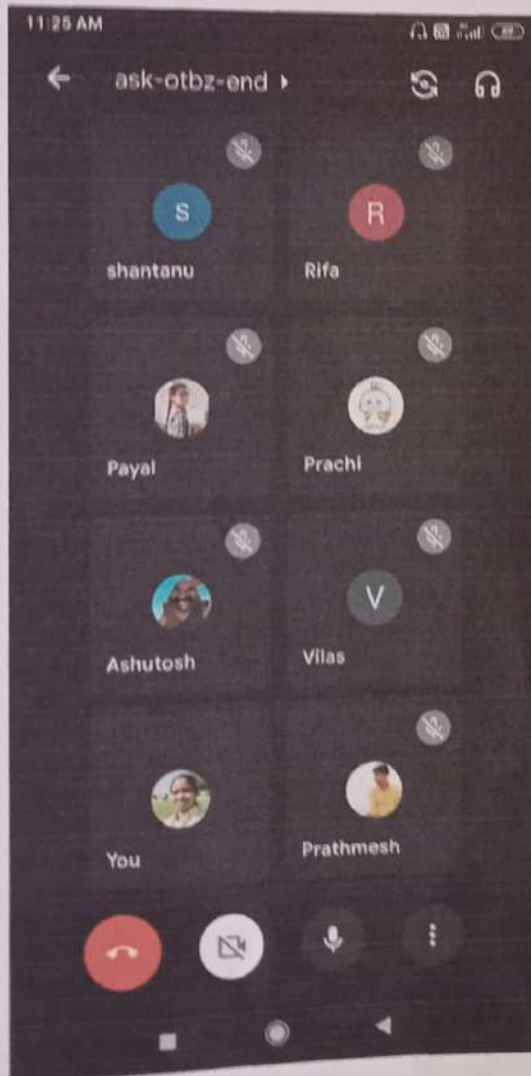 11:25 AM
ask-otbz-end
S
R
shantanu
Rifa
Payal
Prachi
V
Ashutosh
Vilas
You
Prathmesh